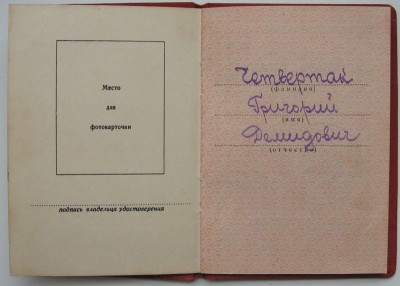 Место
для
фотокарточки
подпись владельца удостоверения
Четвертак
(фамилия)
Григорий
(имя)
Демидович
(отчество)